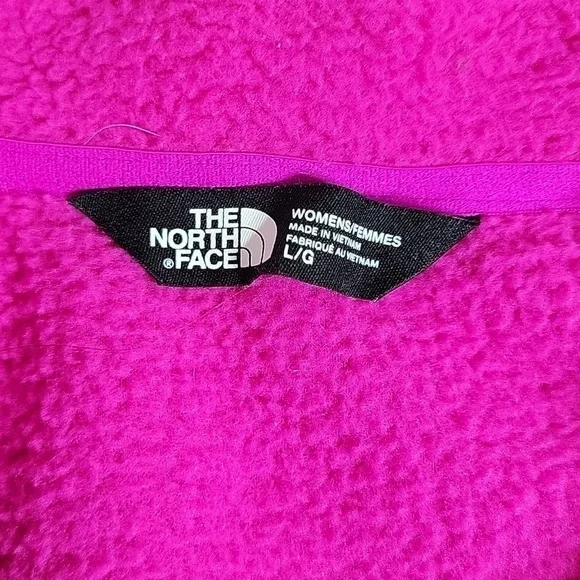 THE
NORTH
®FACE
WOMENS/FEMMES
MADE IN VIETNAM
FABRIQUÉ AU VIETNAM
L/G